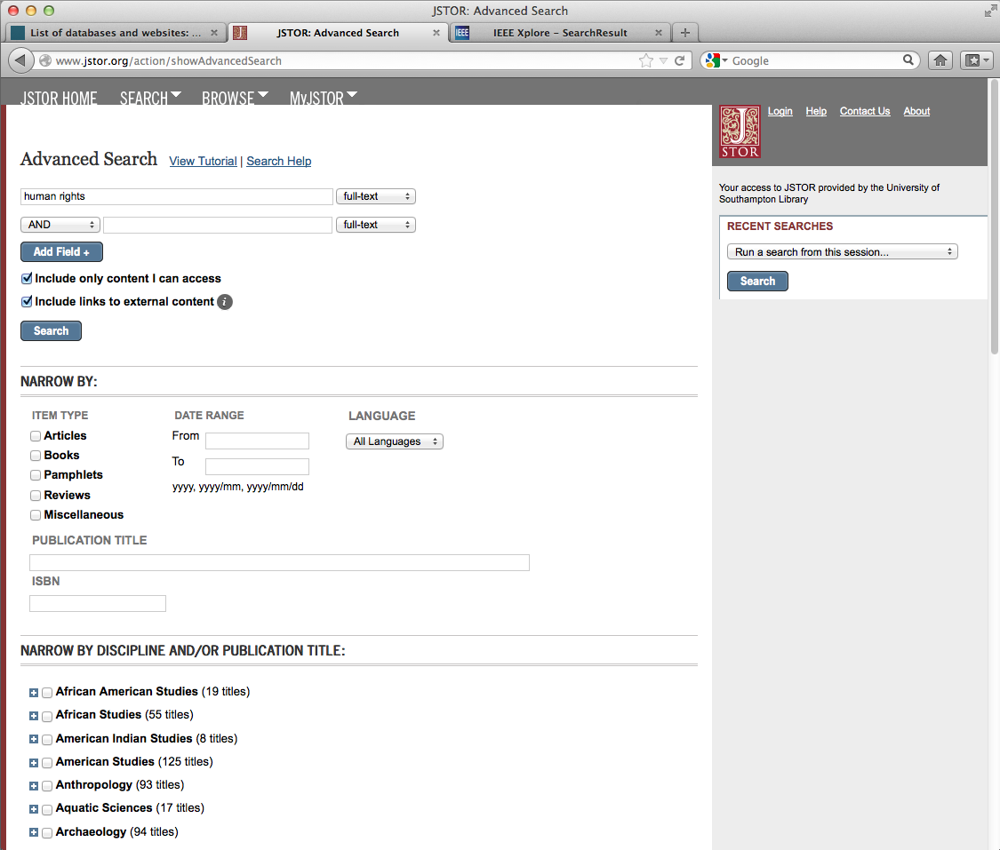 JSTOR: Advanced Search
List of databases and websites: ...
JSTOR: Advanced Search
IEEE
IEEE Xplore – SearchResult
www.jstor.org/action/showAdvancedSearch
Google
JSTOR HOME SEARCH BROWSE MyJSTOR
J
STOR
Login Help Contact Us About
Advanced Search View Tutorial | Search Help
human rights full-text
AND full-text
Add Field +
Include only content I can access
Include links to external content i
Search
Your access to JSTOR provided by the University of
Southampton Library
RECENT SEARCHES
Run a search from this session...
Search
NARROW BY:
ITEM TYPE
Articles
Books
Pamphlets
Reviews
Miscellaneous
DATE RANGE
From
To
yyyy, yyyy/mm, yyyy/mm/dd
LANGUAGE
All Languages
PUBLICATION TITLE
ISBN
NARROW BY DISCIPLINE AND/OR PUBLICATION TITLE:
African American Studies (19 titles)
African Studies (55 titles)
American Indian Studies (8 titles)
American Studies (125 titles)
Anthropology (93 titles)
Aquatic Sciences (17 titles)
Archaeology (94 titles)